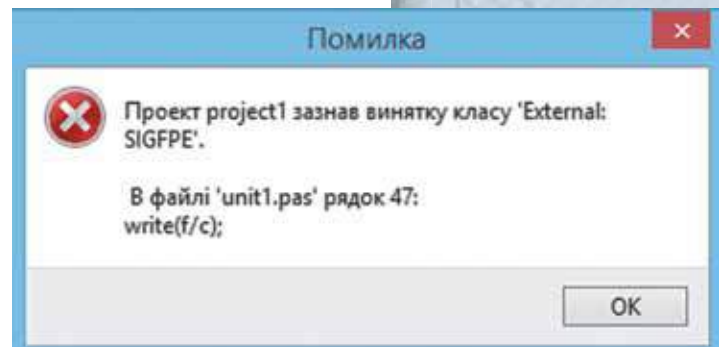 Помилка
Проект project1 зазнав винятку класу 'External:
SIGFPE'.
В файлі 'unit1.pas' рядок 47:
write(f/c);
OK